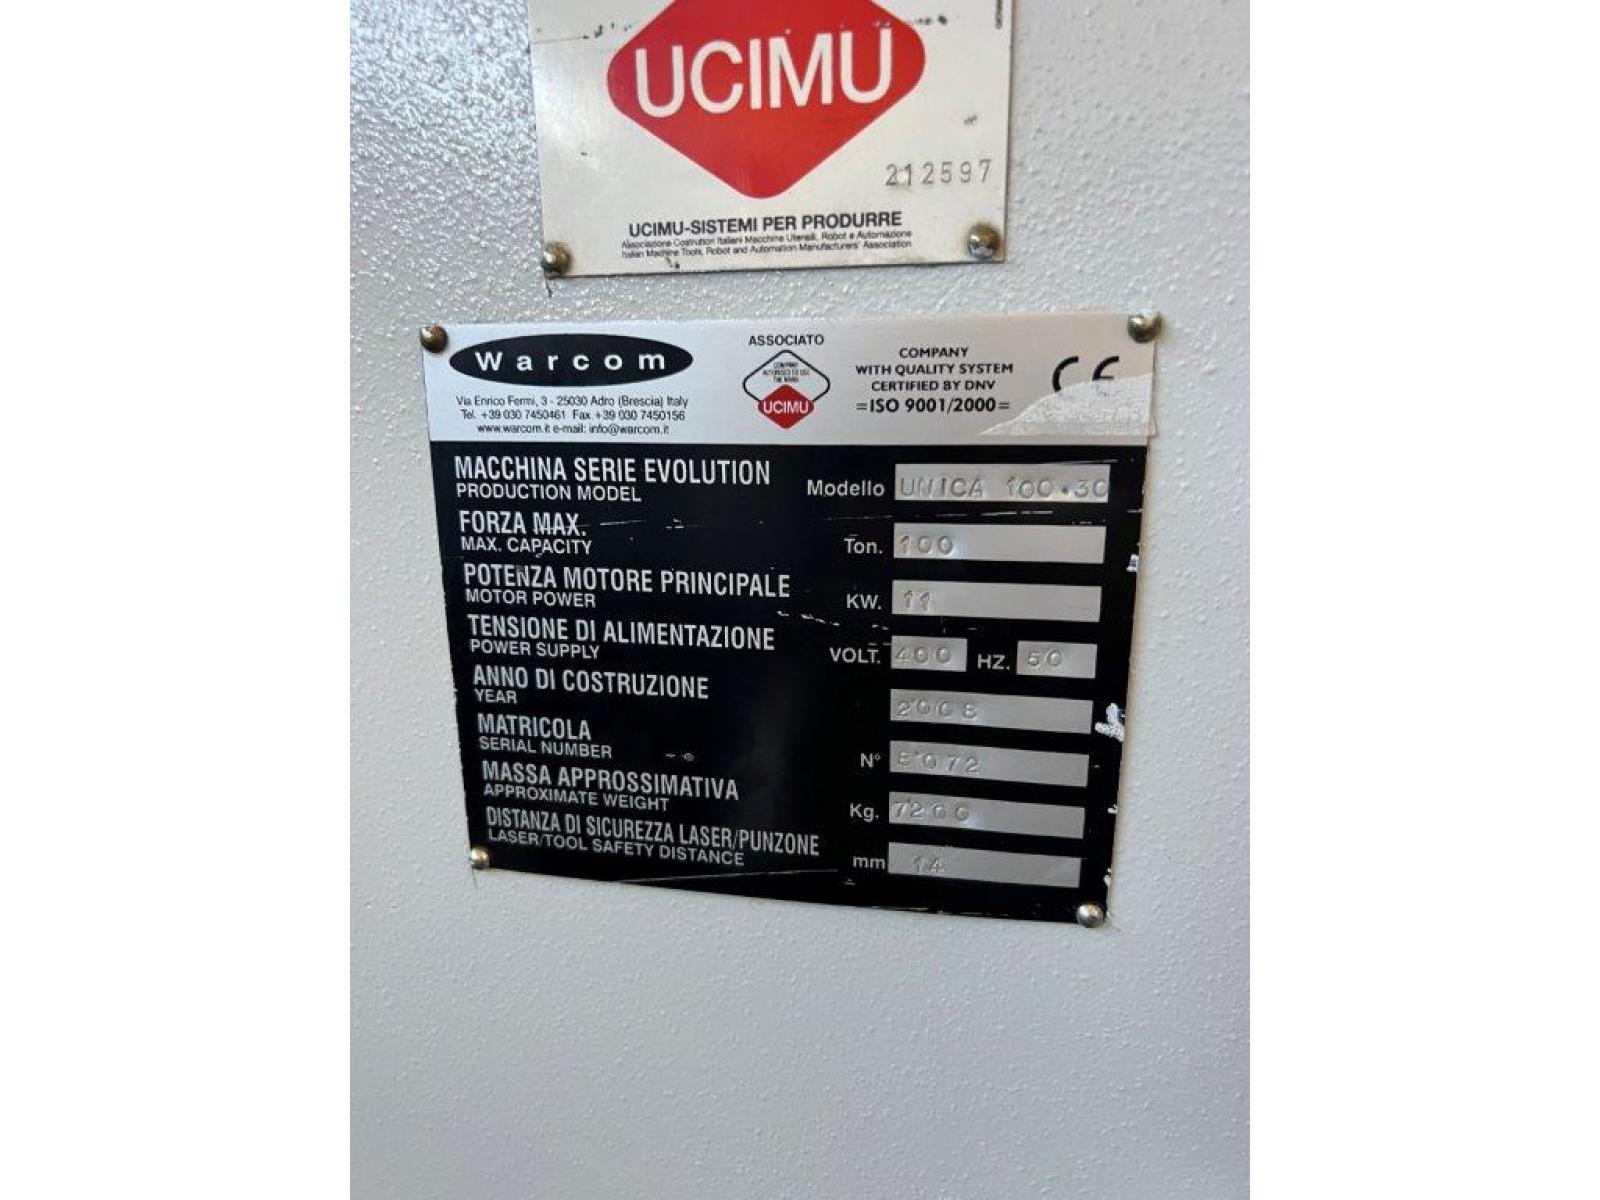 UCIMU
212597
UCIMU-SISTEMI PER PRODURRE
Associazione Costruttori Italiani Macchine Utensili, Robot e Automazione
Italian Machine Tools, Robot and Automation Manufacturers' Association
Warcom
Via Enrico Fermi, 3 - 25030 Adro (Brescia) Italy
Tel. +39 030 7450461 Fax +39 030 7450156
www.warcom.it e-mail: info@warcom.it
ASSOCIATO
COMPANY
AUTHORISED TO USE
THE MARK
UCIMU
COMPANY
WITH QUALITY SYSTEM
CERTIFIED BY DNV
=ISO 9001/2000=
CE
MACCHINA SERIE EVOLUTION
PRODUCTION MODEL
Modello UNICA 100.30
FORZA MAX.
MAX. CAPACITY
Ton. 100
POTENZA MOTORE PRINCIPALE
MOTOR POWER
KW. 11
TENSIONE DI ALIMENTAZIONE
POWER SUPPLY
VOLT. 400 HZ. 50
ANNO DI COSTRUZIONE
YEAR
2008
MATRICOLA
SERIAL NUMBER
N°
MASSA APPROSSIMATIVA
APPROXIMATE WEIGHT
Kg. 7200
DISTANZA DI SICUREZZA LASER/PUNZONE
LASER/TOOL SAFETY DISTANCE
mm 14